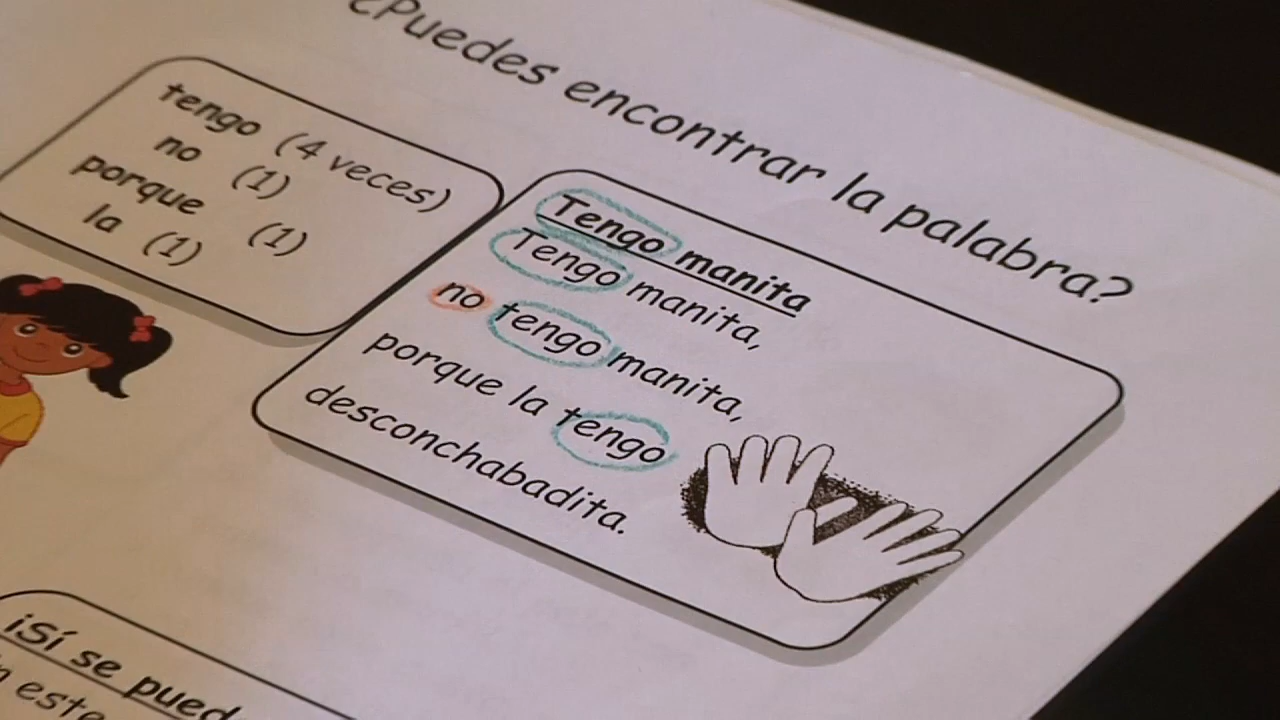 ¿Puedes encontrar la palabra?
tengo (4 veces)
no (1)
porque (1)
la (1)
Tengo manita
Tengo manita,
no tengo manita,
porque la tengo
desconchabadita.
¡Sí se
este